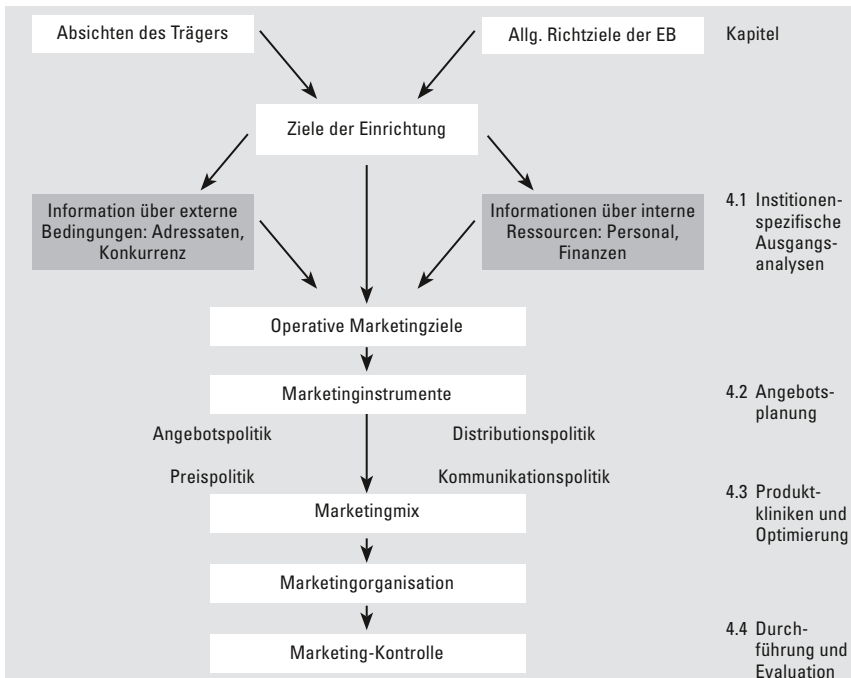 Absichten des Trägers
Allg. Richtziele der EB
Kapitel
Ziele der Einrichtung
Information über externe
Bedingungen: Adressaten,
Konkurrenz
Informationen über interne
Ressourcen: Personal,
Finanzen
4.1 Institionen-
spezifische
Ausgangs-
analysen
Operative Marketingziele
Marketinginstrumente
4.2 Angebots-
planung
Angebotspolitik
Distributionspolitik
Preispolitik
Kommunikationspolitik
Marketingmix
4.3 Produkt-
kliniken und
Optimierung
Marketingorganisation
Marketing-Kontrolle
4.4 Durch-
führung und
Evaluation